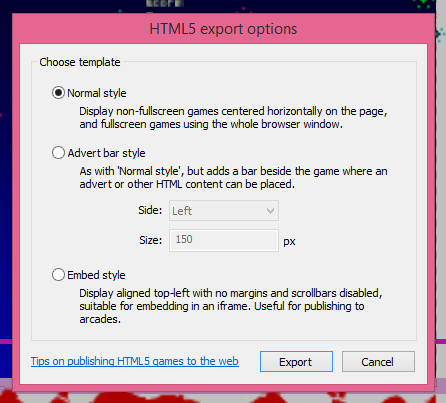 HTML5 export options
Choose template
Normal style
Display non-fullscreen games centered horizontally on the page,
and fullscreen games using the whole browser window.
Advert bar style
As with 'Normal style', but adds a bar beside the game where an
advert or other HTML content can be placed.
Side: Left
Size: 150 px
Embed style
Display aligned top-left with no margins and scrollbars disabled,
suitable for embedding in an iframe. Useful for publishing to
arcades.
Tips on publishing HTML5 games to the web Export Cancel